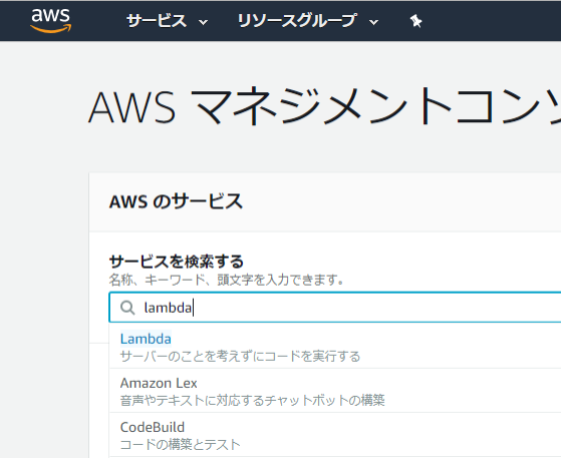 aws サービス リソースグループ
AWS マネジメントコン
AWS のサービス
サービスを検索する
名称、キーワード、頭文字を入力できます。
lambda
Lambda
サーバーのことを考えずにコードを実行する
Amazon Lex
音声やテキストに対応するチャットボットの構築
CodeBuild
コードの構築とテスト